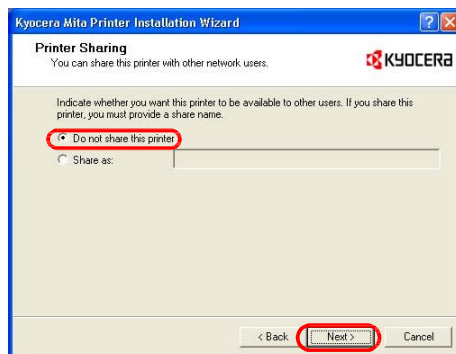 Kyocera Mita Printer Installation Wizard
Printer Sharing
You can share this printer with other network users.
KYOCERA
Indicate whether you want this printer to be available to other users. If you share this
printer, you must provide a share name.
Do not share this printer
Share as:
< Back Next > Cancel